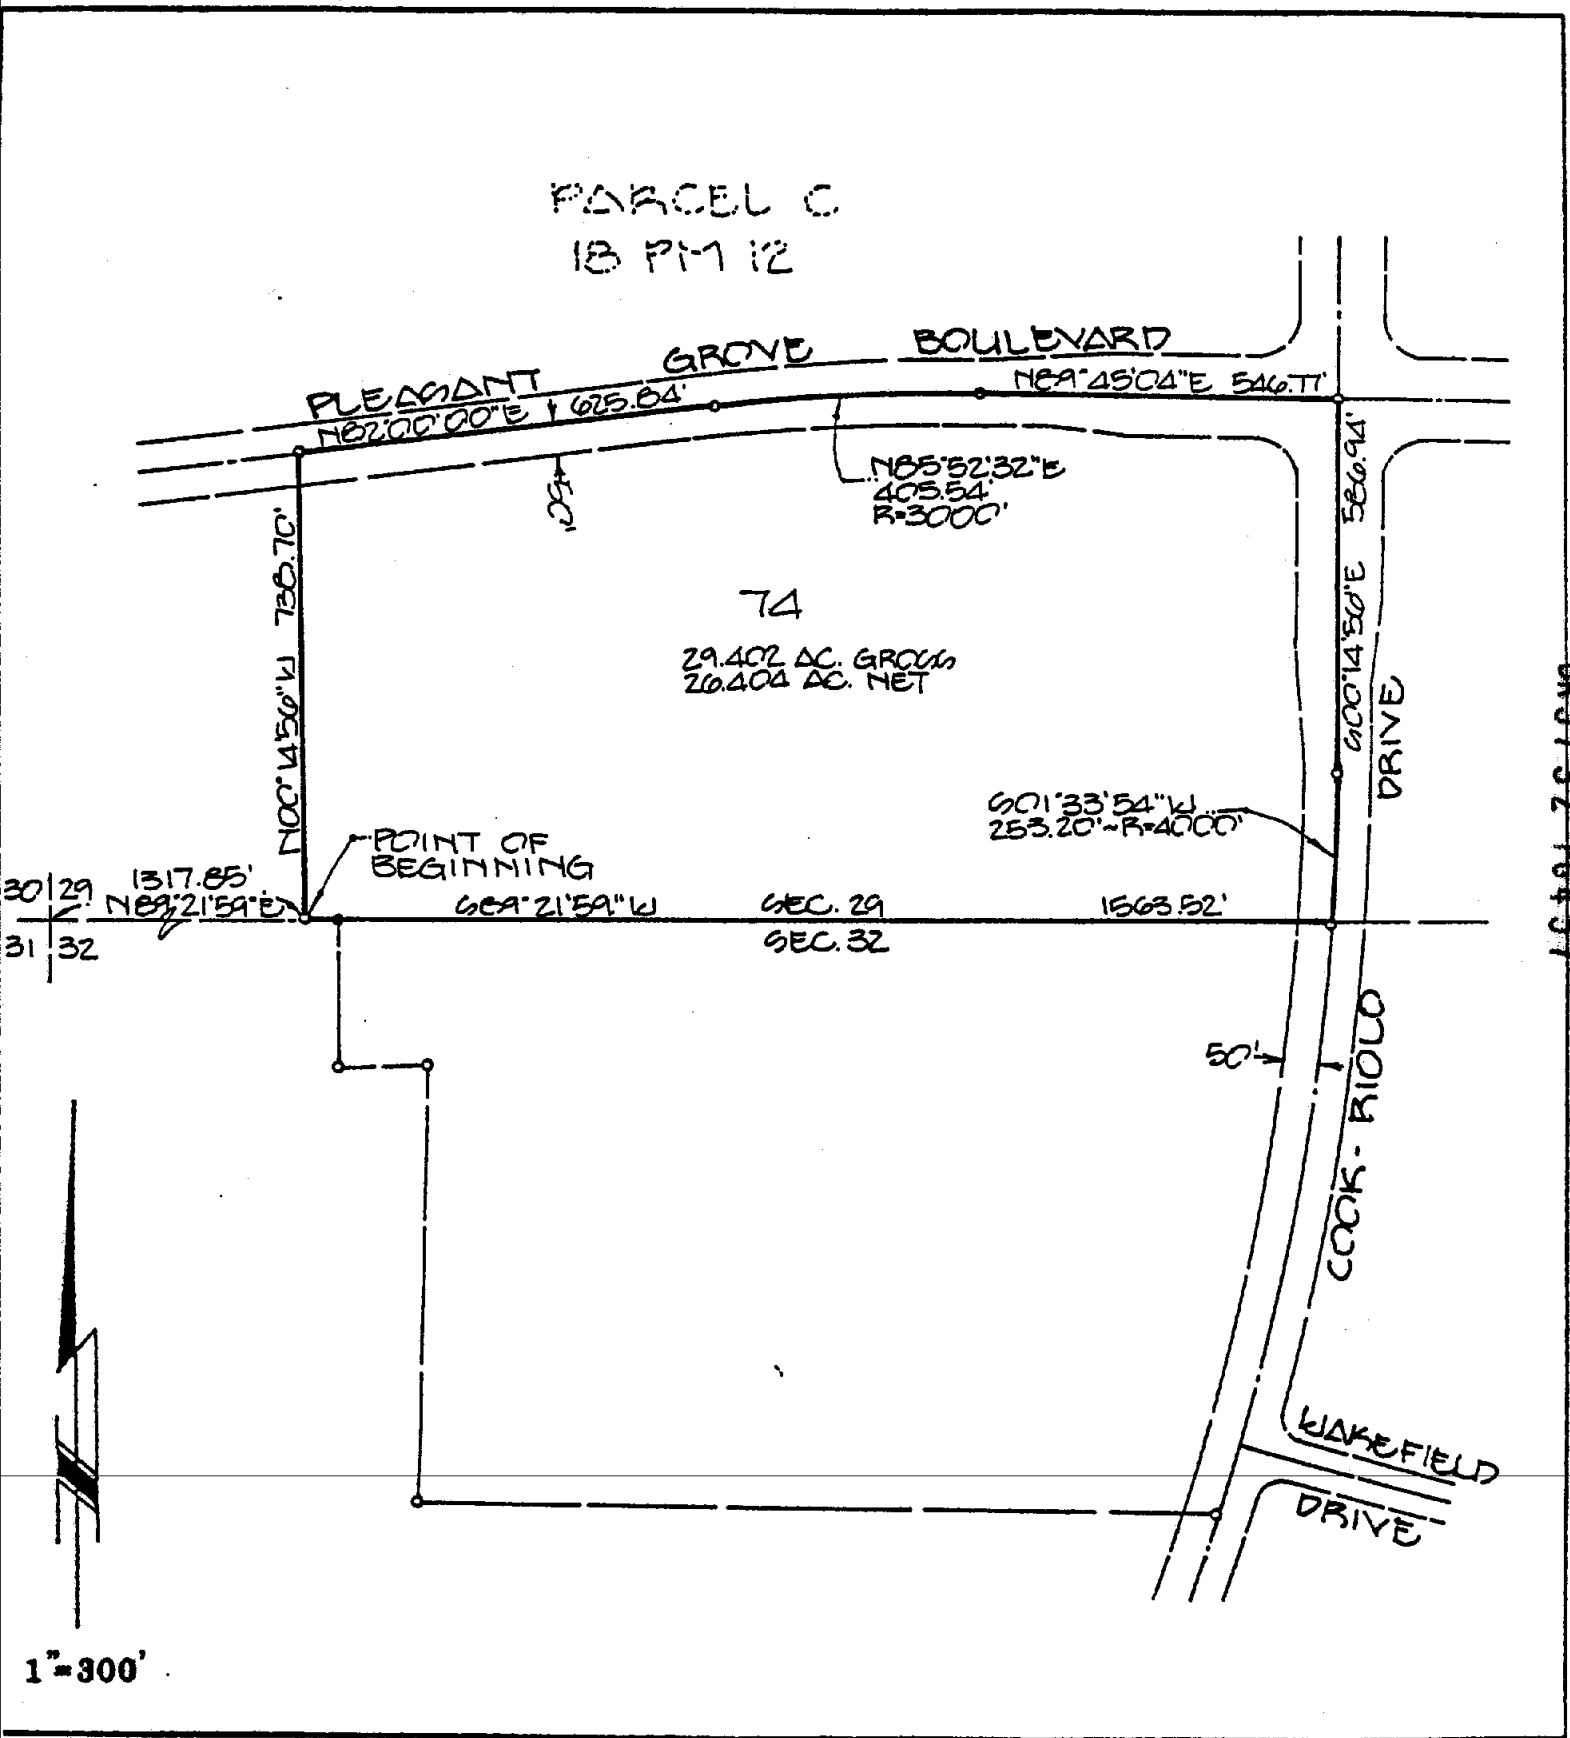 PARCEL C
18 PM 12
PLEASANT GROVE BOULEVARD
N82°00'00"E 625.84'
N89°45'04"E 546.77'
50'
N85°52'32"E
405.54'
R=3000'
N00°14'56"W 738.70'
S00°14'56"E 586.94'
74
29.402 AC. GROSS
26.404 AC. NET
DRIVE
S01°33'54"W
253.20'~R=4000'
POINT OF
BEGINNING
30 29
31 32
1317.85'
N89°21'59"E
S89°21'59"W SEC. 29 1563.52'
SEC. 32
50'
COOK-RIOLO
WAKEFIELD
DRIVE
1"=300'